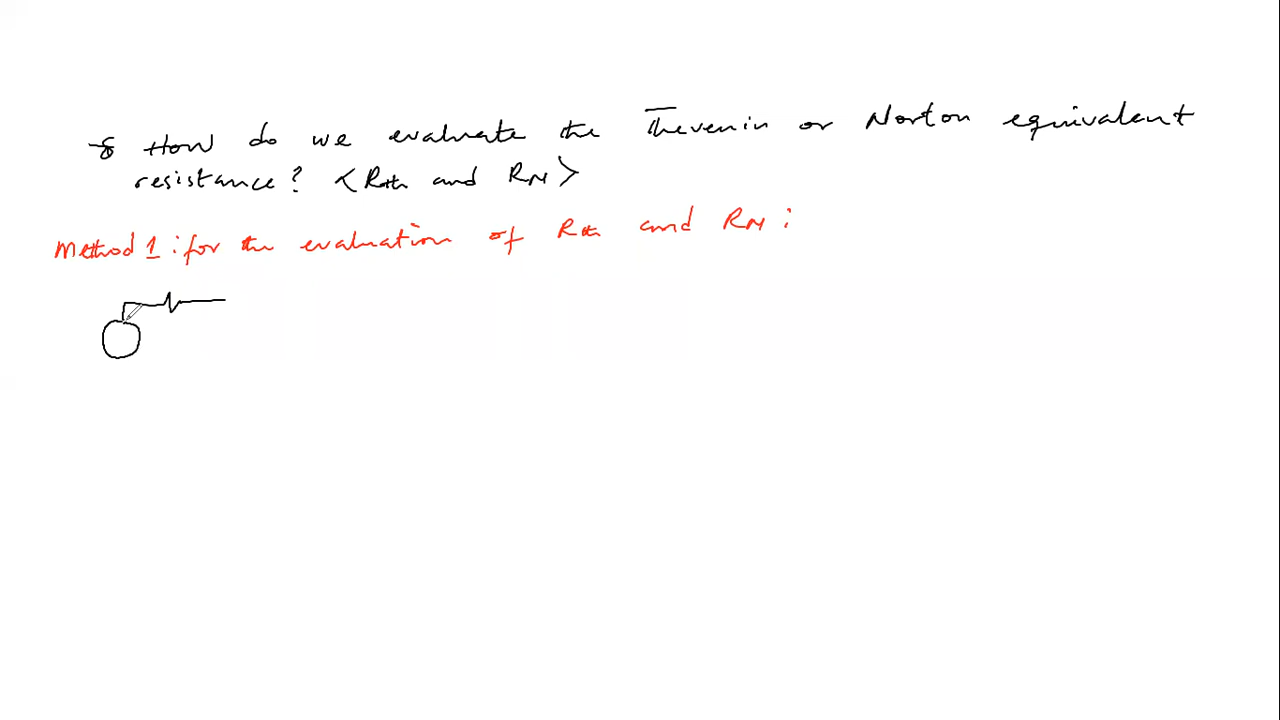 How do we evaluate the Thevenin or Norton equivalent
resistance? <Rth and RN>
Method 1: for the evaluation of Rth and RN: